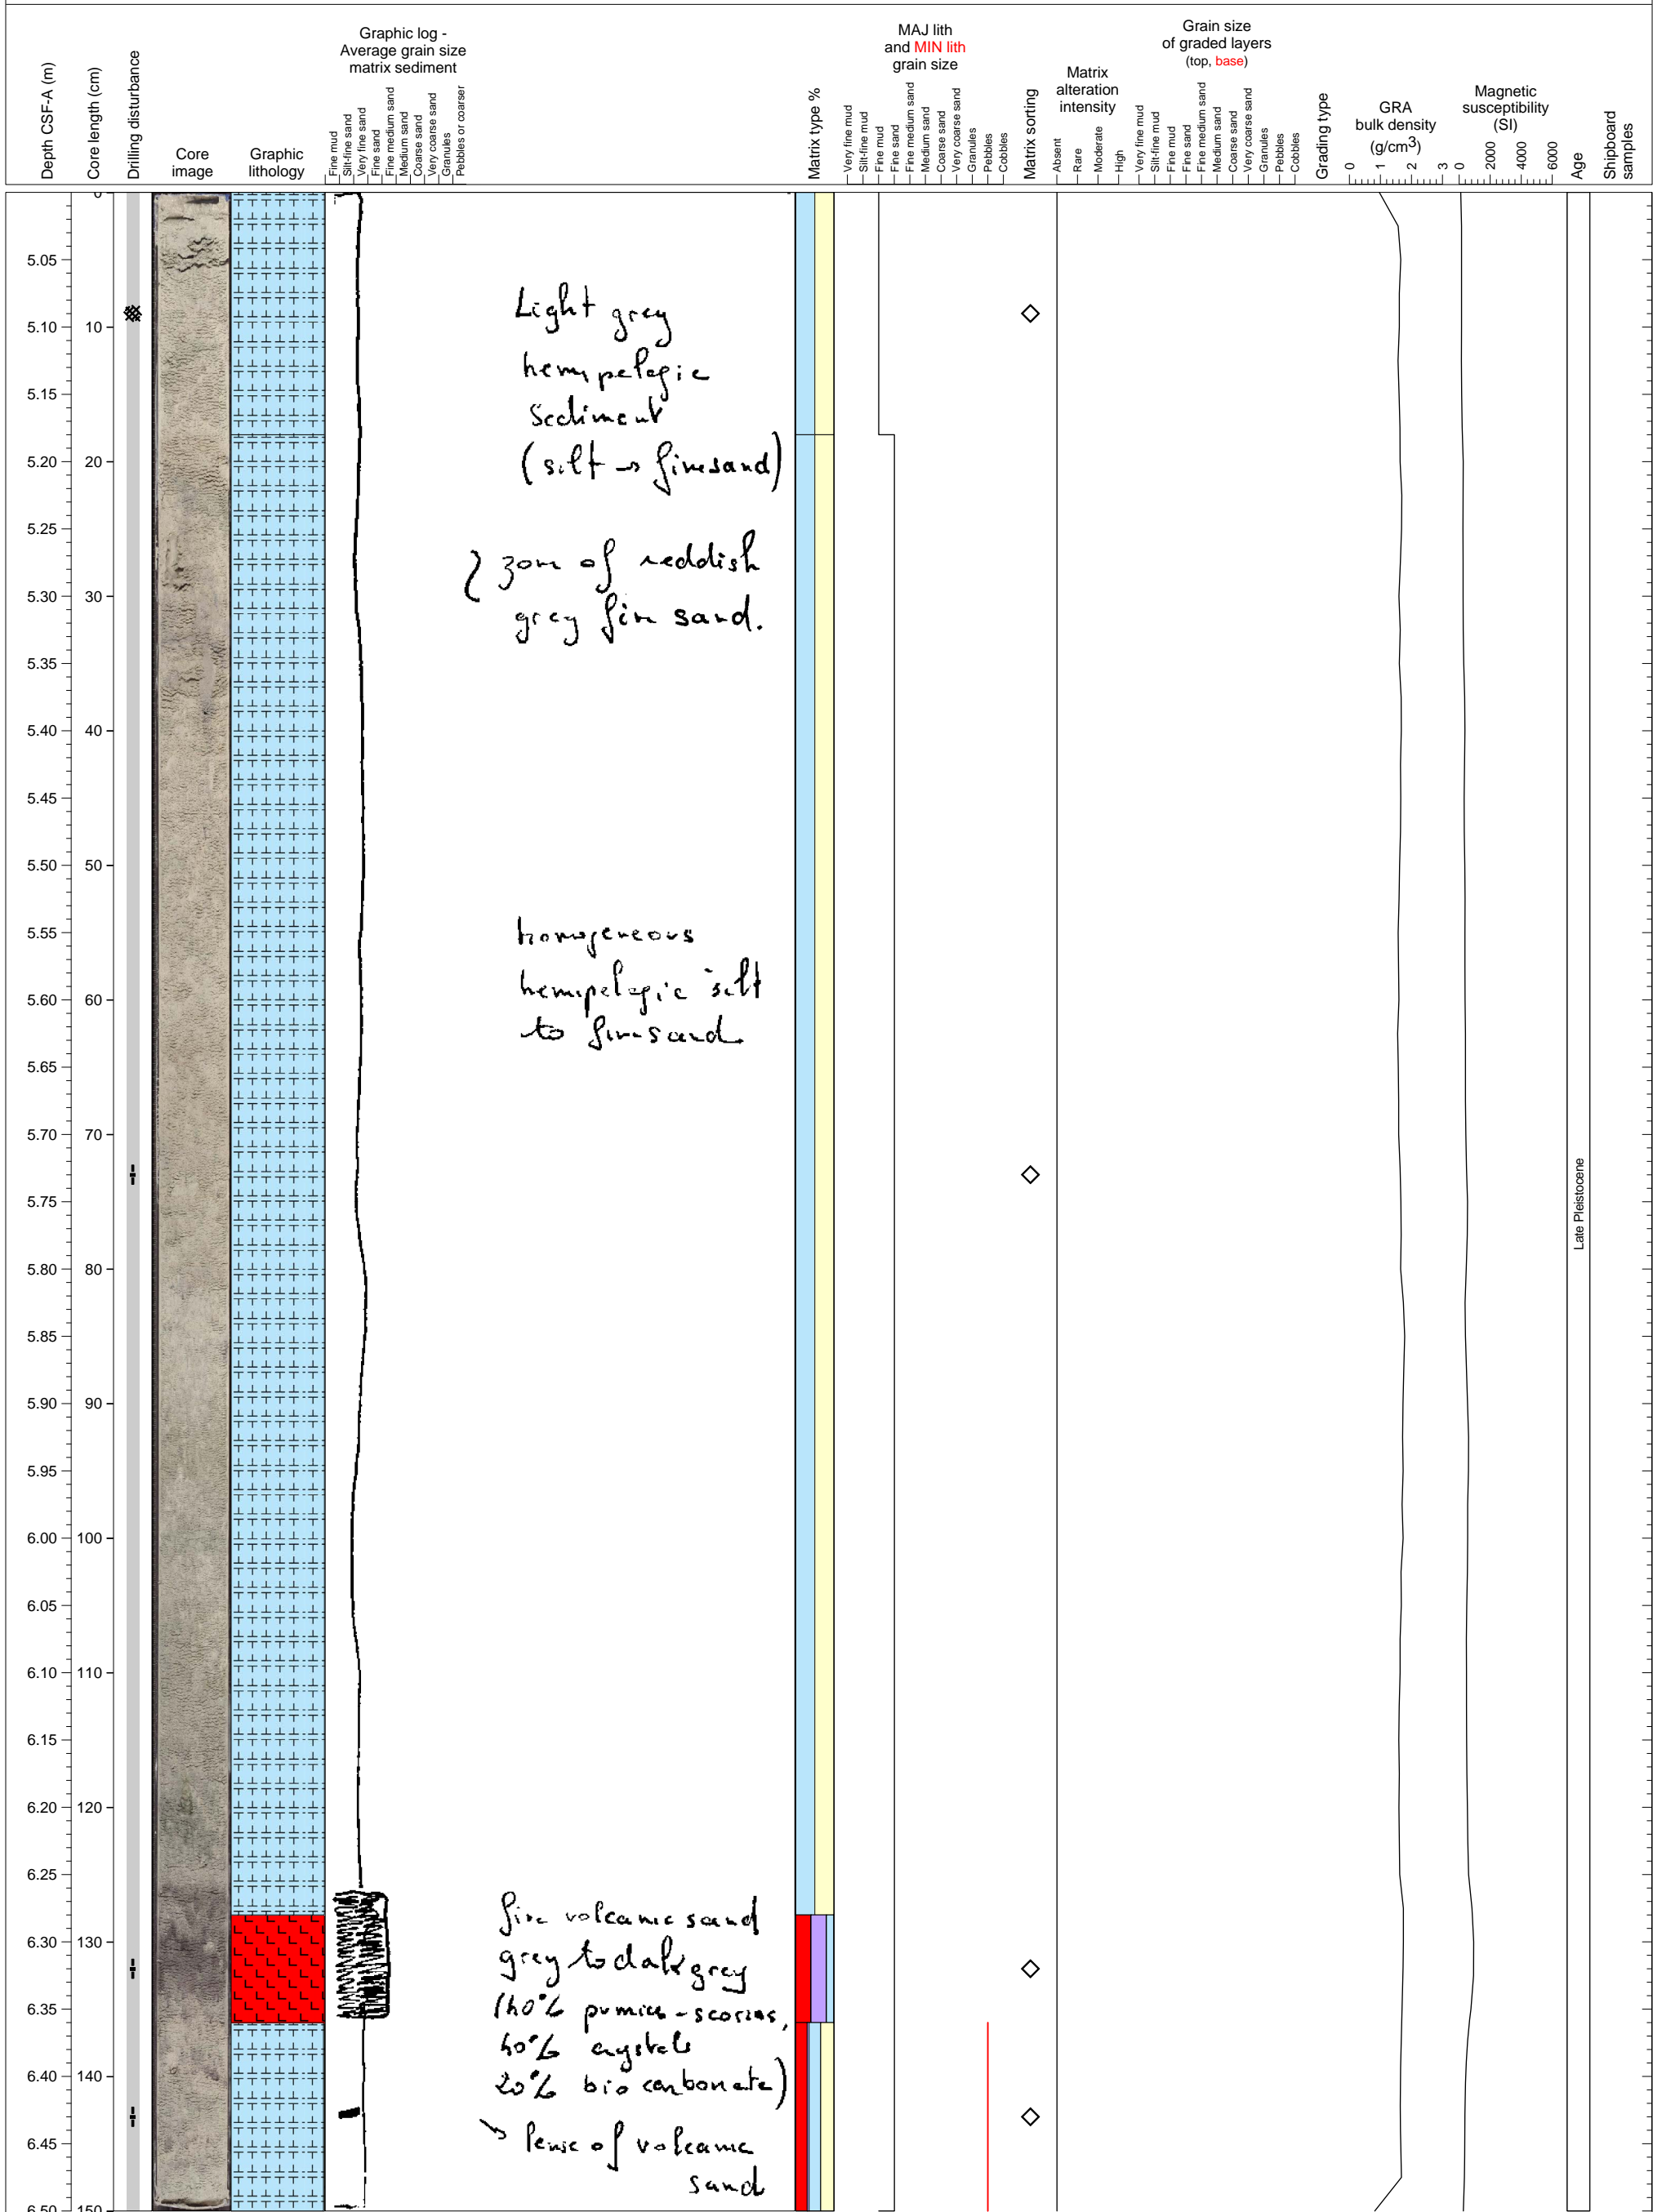 Depth CSF-A (m)
Core length (cm)
Drilling disturbance
Core
image
Graphic
lithology
Graphic log -
Average grain size
matrix sediment
Fine mud
Silt-fine sand
Very fine sand
Fine sand
Fine medium sand
Medium sand
Coarse sand
Very coarse sand
Granules
Pebbles or coarser
Matrix type %
MAJ lith
and MIN lith
grain size
Very fine mud
Silt-fine mud
Fine mud
Fine sand
Fine medium sand
Medium sand
Coarse sand
Very coarse sand
Granules
Pebbles
Cobbles
Matrix sorting
Matrix
alteration
intensity
Absent
Rare
Moderate
High
Grain size
of graded layers
(top, base)
Very fine mud
Silt-fine mud
Fine mud
Fine sand
Fine medium sand
Medium sand
Coarse sand
Very coarse sand
Granules
Pebbles
Cobbles
Grading type
GRA
bulk density
(g/cm3)
0 1 2 3
Magnetic
susceptibility
(SI)
0 2000 4000 6000
Age
Shipboard
samples
0
5.05
5.10 10
5.15
5.20 20
5.25
5.30 30
5.35
5.40 40
5.45
5.50 50
5.55
5.60 60
5.65
5.70 70
5.75
5.80 80
5.85
5.90 90
5.95
6.00 100
6.05
6.10 110
6.15
6.20 120
6.25
6.30 130
6.35
6.40 140
6.45
6.50 150
Light grey
hemipelagic
Sediment
(silt → fine sand)
of reddish
grey fine sand.
homogeneous
hemipelagic silt
to fine sand
fine volcanic sand
grey to dark grey
(40% pumice - scorias,
40% crystals
20% bio carbonate)
lense of volcanic
sand
Late Pleistocene